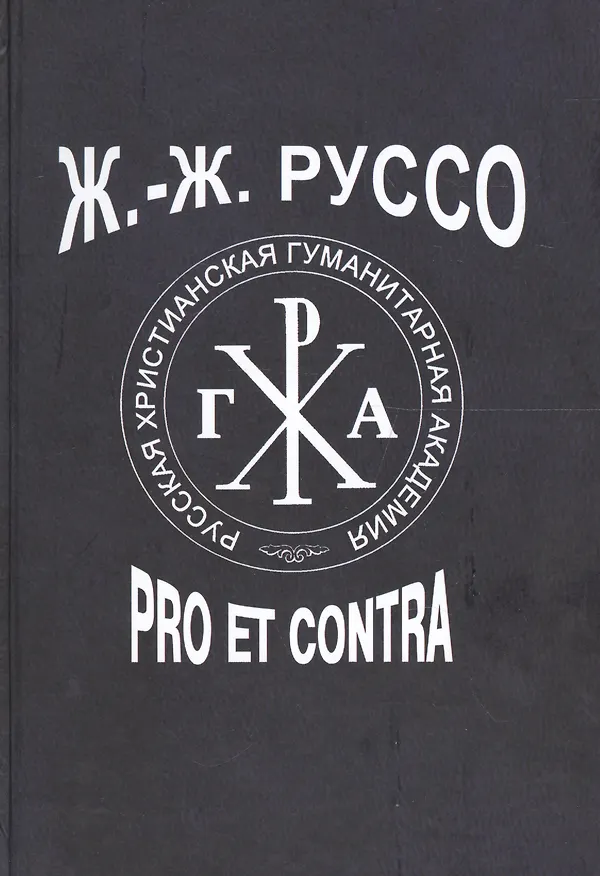 Ж.-Ж. РУССО
РУССКАЯ ХРИСТИАНСКАЯ ГУМАНИТАРНАЯ АКАДЕМИЯ
Р
Г Х А
PRO ET CONTRA